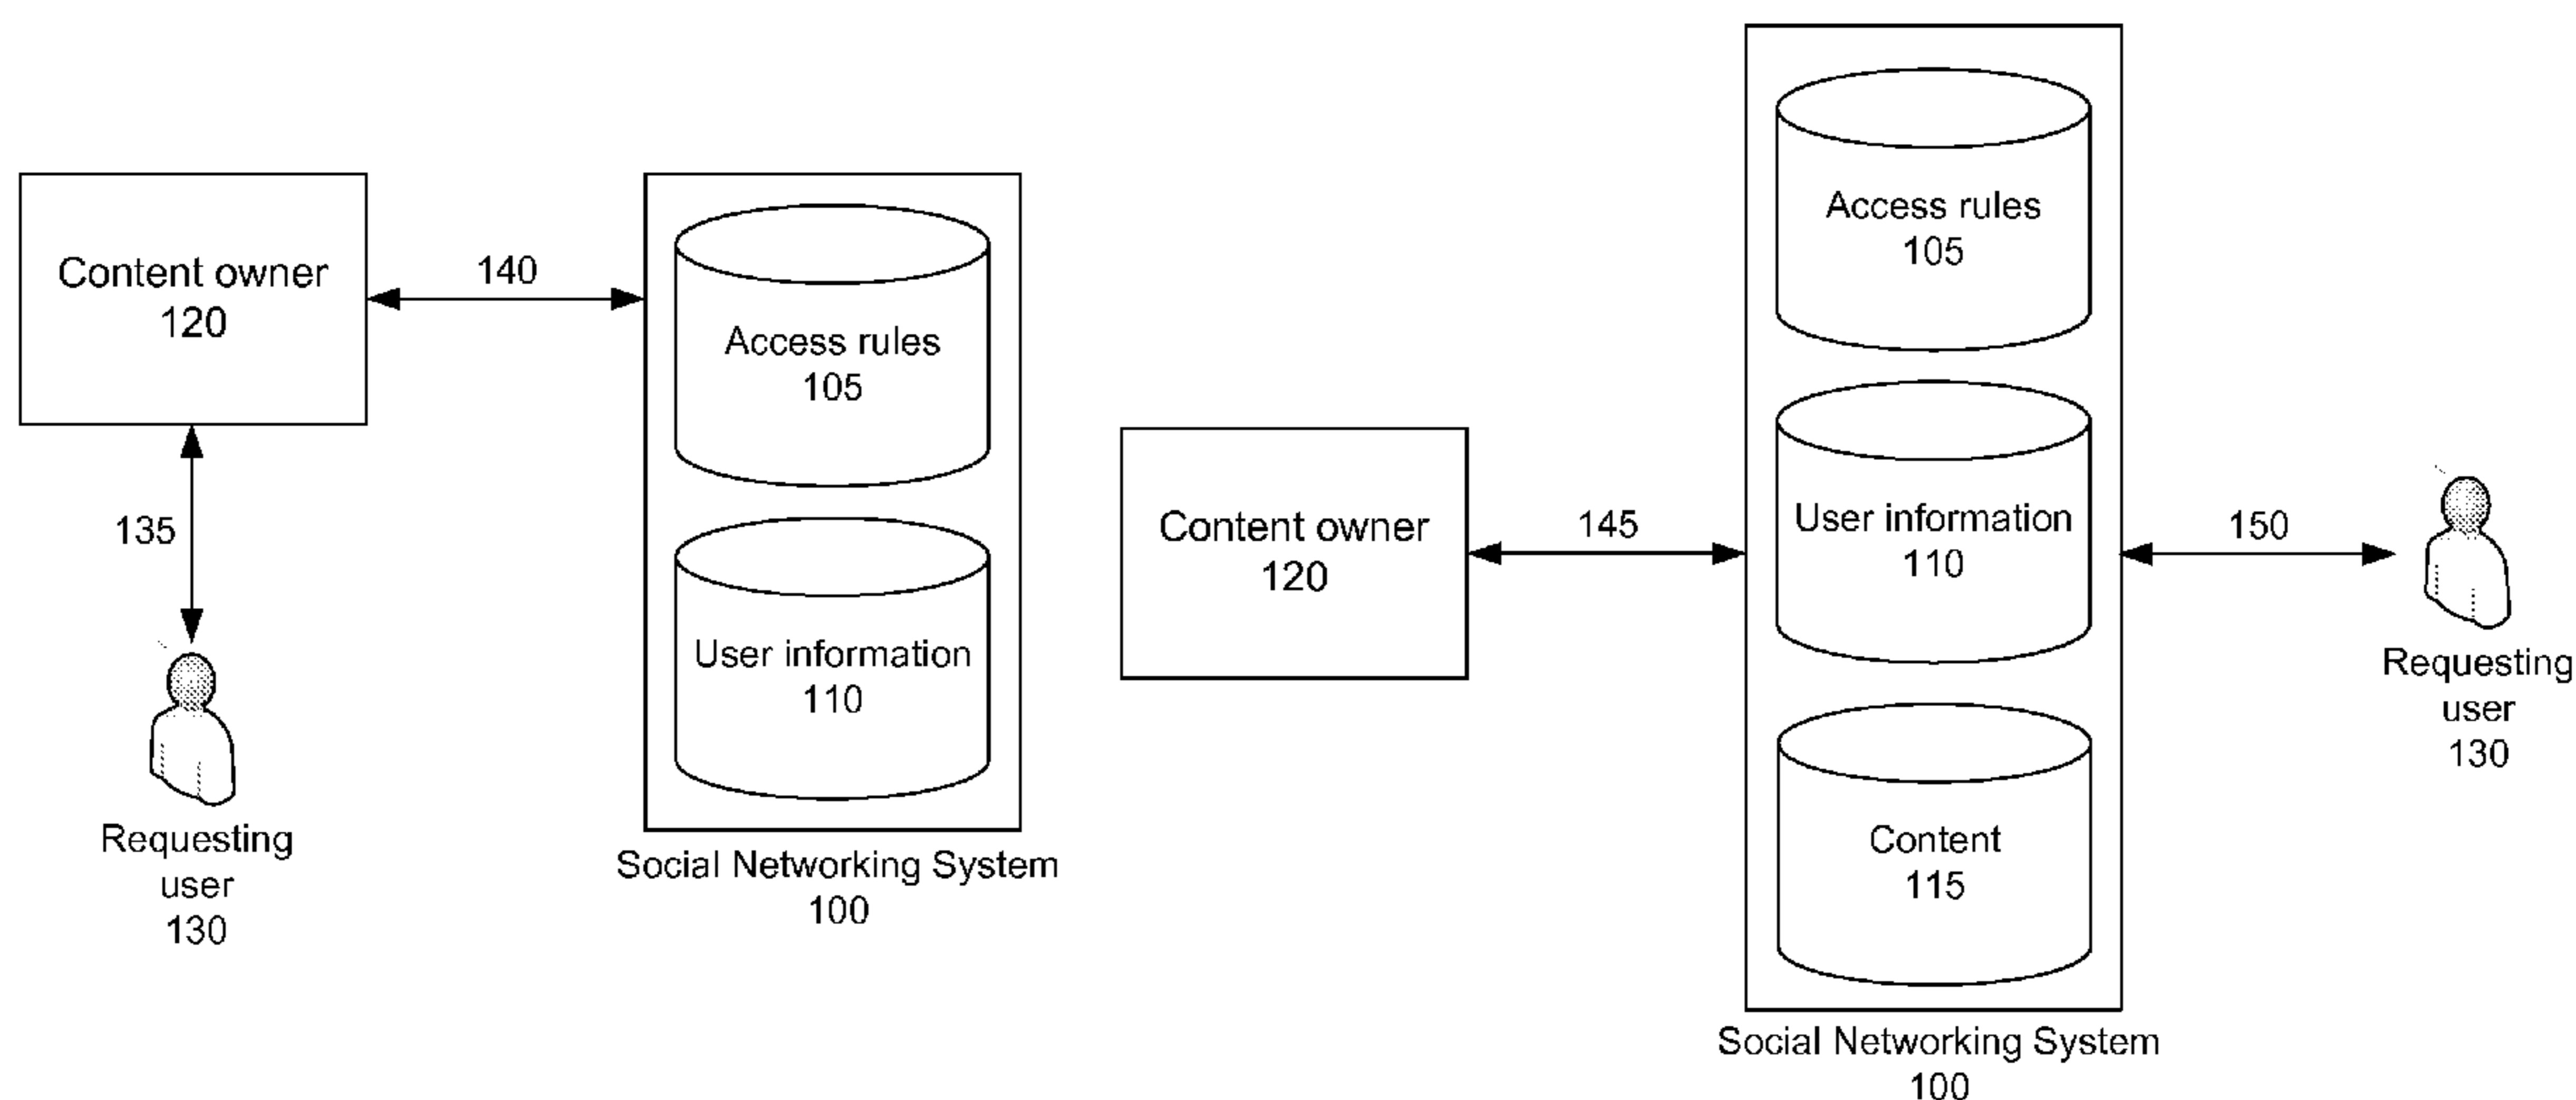 Content owner
120
140
Access rules
105
135
User information
110
Requesting
user
130
Social Networking System
100
Access rules
105
Content owner
120
145
User information
110
150
Requesting
user
130
Content
115
Social Networking System
100